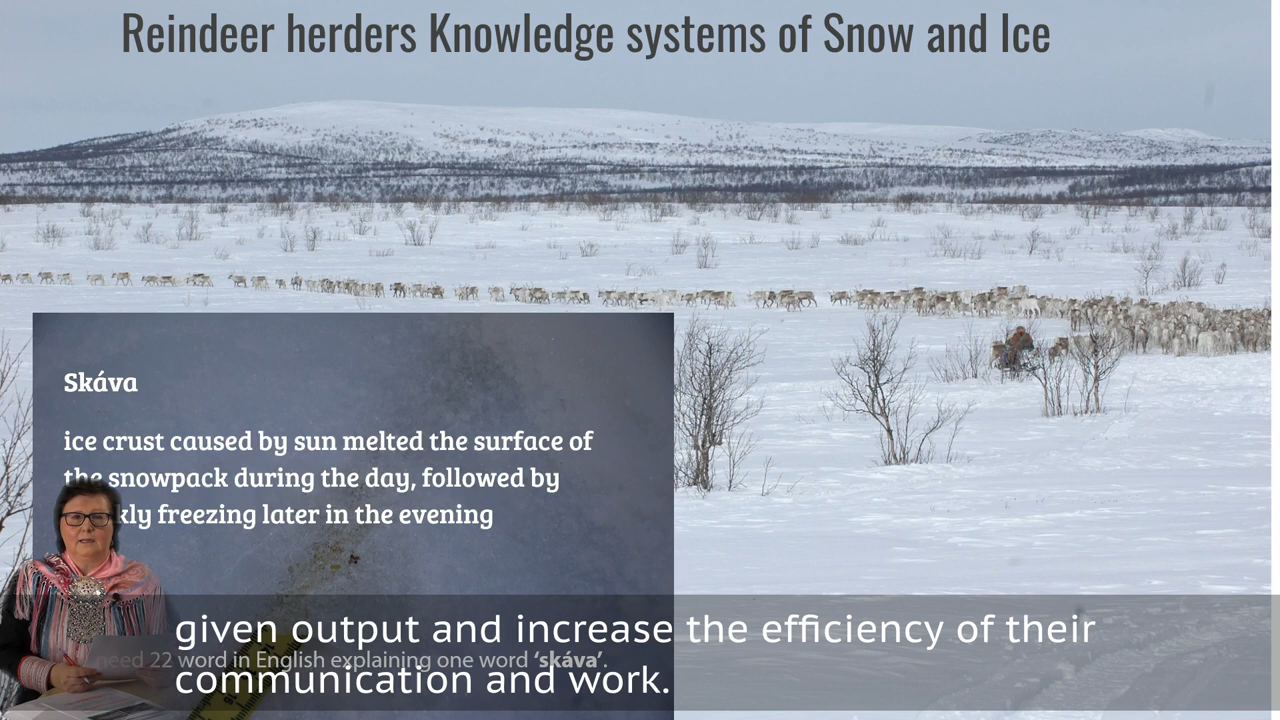 Reindeer herders Knowledge systems of Snow and Ice
Skáva
ice crust caused by sun melted the surface of
the snowpack during the day, followed by
kly freezing later in the evening
need 22 word in English explaining one word ‘skáva’.
given output and increase the efficiency of their
communication and work.